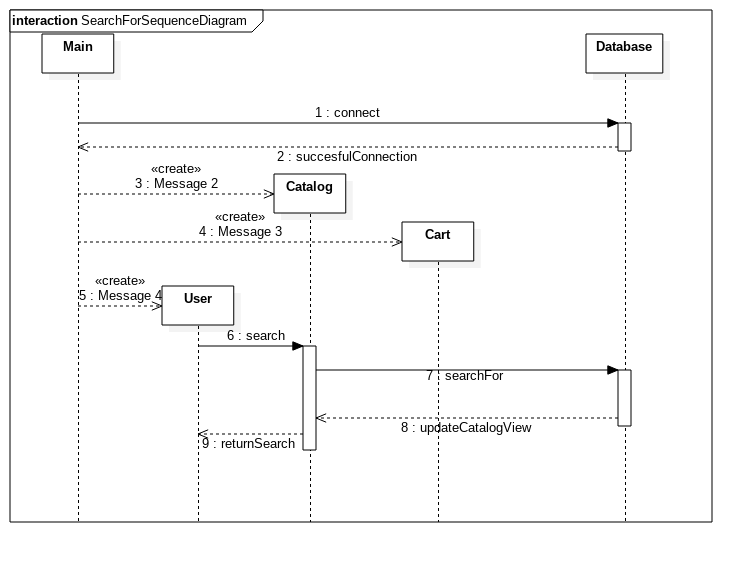 interaction SearchForSequenceDiagram
Main
Database
1 : connect
2 : succesfulConnection
«create»
3 : Message 2
Catalog
«create»
4 : Message 3
Cart
«create»
5 : Message 4
User
6 : search
7 : searchFor
8 : updateCatalogView
9 : returnSearch